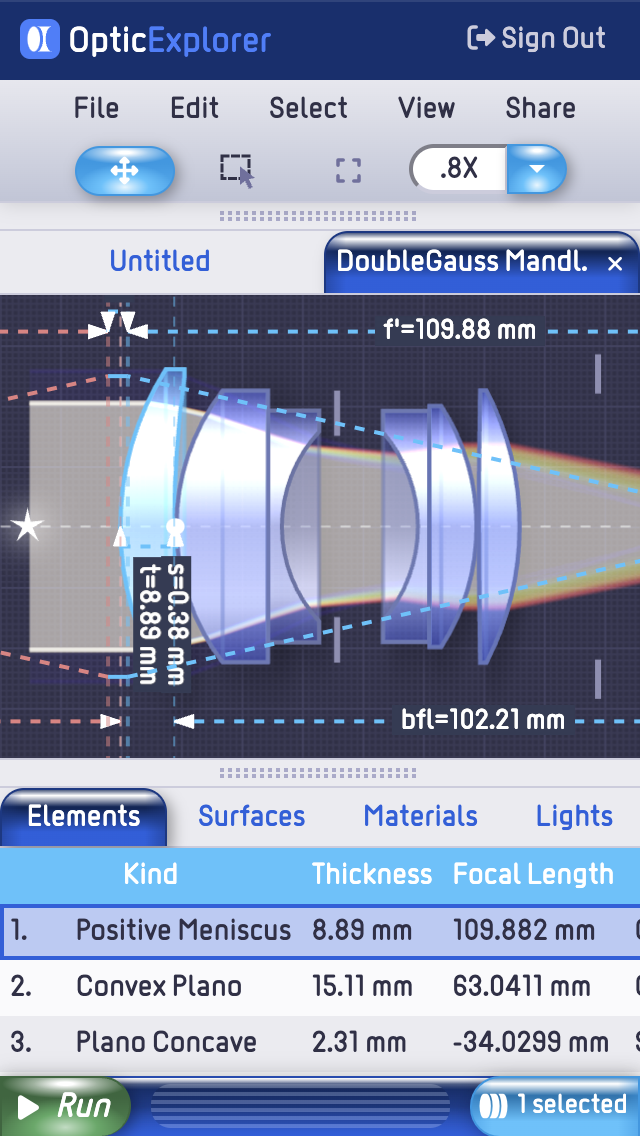 OpticExplorer
Sign Out
File Edit Select View Share
.8X
Untitled
DoubleGauss Mandl. ×
f'=109.88 mm
s=0.38 mm
t=8.89 mm
bfl=102.21 mm
Elements Surfaces Materials Lights
Kind Thickness Focal Length
1. Positive Meniscus 8.89 mm 109.882 mm
2. Convex Plano 15.11 mm 63.0411 mm
3. Plano Concave 2.31 mm -34.0299 mm
Run
1 selected